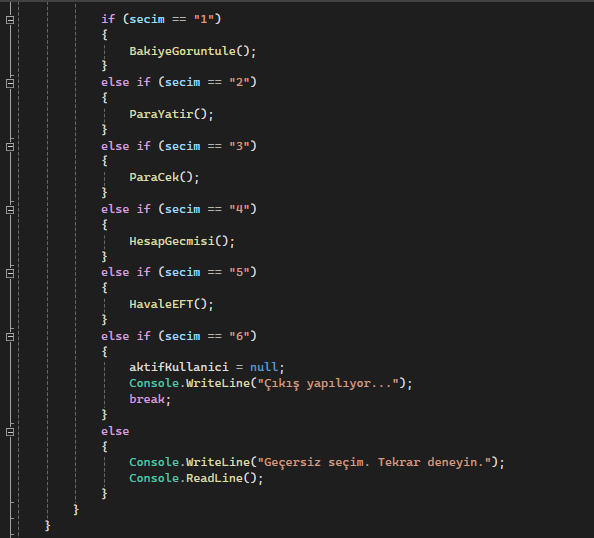 if (secim == "1")
{
BakiyeGoruntule();
}
else if (secim == "2")
{
ParaYatir();
}
else if (secim == "3")
{
ParaCek();
}
else if (secim == "4")
{
HesapGecmisi();
}
else if (secim == "5")
{
HavaleEFT();
}
else if (secim == "6")
{
aktifKullanici = null;
Console.WriteLine("Çıkış yapılıyor...");
break;
}
else
{
Console.WriteLine("Geçersiz seçim. Tekrar deneyin.");
Console.ReadLine();
}
}
}